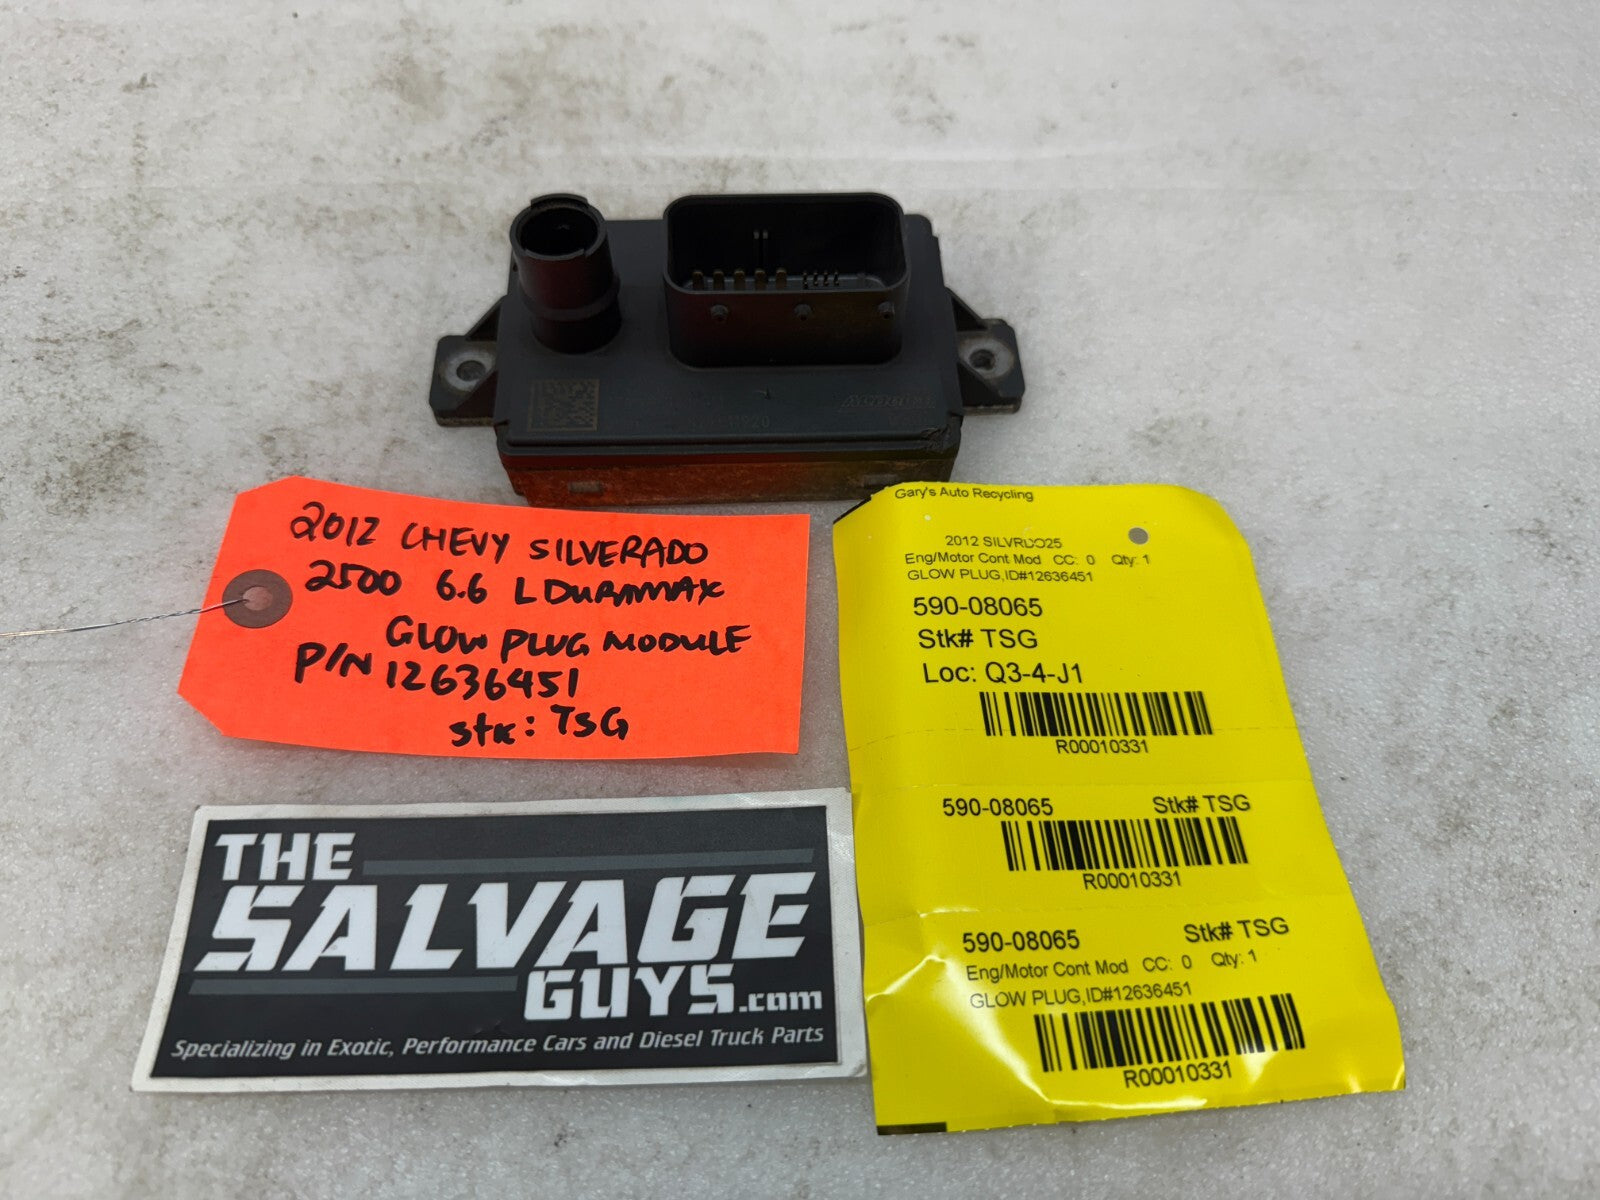 2012 CHEVY SILVERADO
2500 6.6 L DURAMAX
GLOW PLUG MODULE
P/N 12636451
stk: TSG
Gary's Auto Recycling
2012 SILVRDO25
Eng/Motor Cont Mod CC: 0 Qty: 1
GLOW PLUG,ID#12636451
590-08065
Stk# TSG
Loc: Q3-4-J1
R00010331
590-08065 Stk# TSG
R00010331
590-08065 Stk# TSG
Eng/Motor Cont Mod CC: 0 Qty: 1
GLOW PLUG,ID#12636451
R00010331
THE
SALVAGE
GUYS.com
Specializing in Exotic, Performance Cars and Diesel Truck Parts